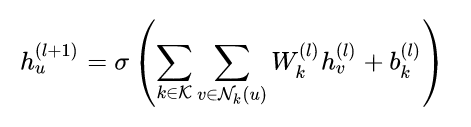 h_u^{(l+1)} = \sigma \left( \sum_{k \in \mathcal{K}} \sum_{v \in \mathcal{N}_k(u)} W_k^{(l)} h_v^{(l)} + b_k^{(l)} \right)